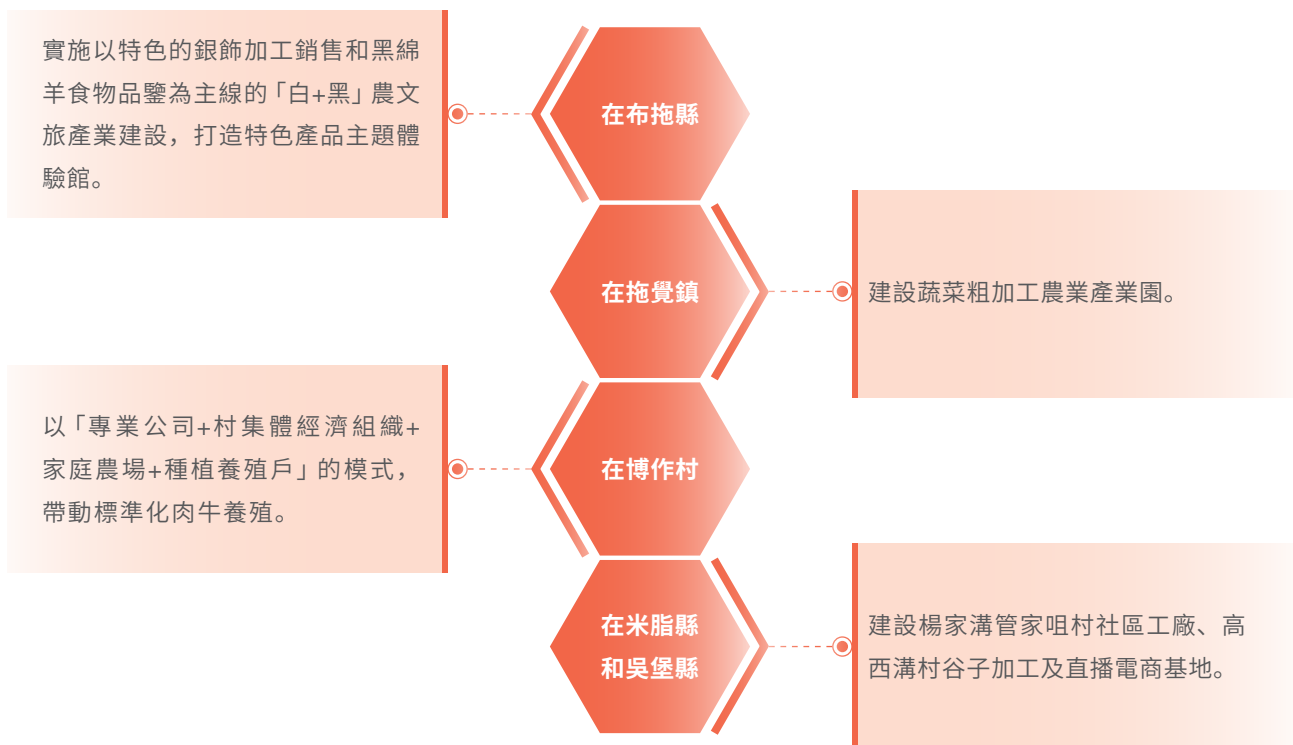 實施以特色的銀飾加工銷售和黑綿
羊食物品鑒為主線的「白+黑」農文
旅產業建設，打造特色產品主題體
驗館。
在布拖縣
在拖覺鎮
建設蔬菜粗加工農業產業園。
以「專業公司+村集體經濟組織+
家庭農場+種植養殖戶」的模式，
帶動標準化肉牛養殖。
在博作村
在米脂縣
和吳堡縣
建設楊家溝管家咀村社區工廠、高
西溝村谷子加工及直播電商基地。